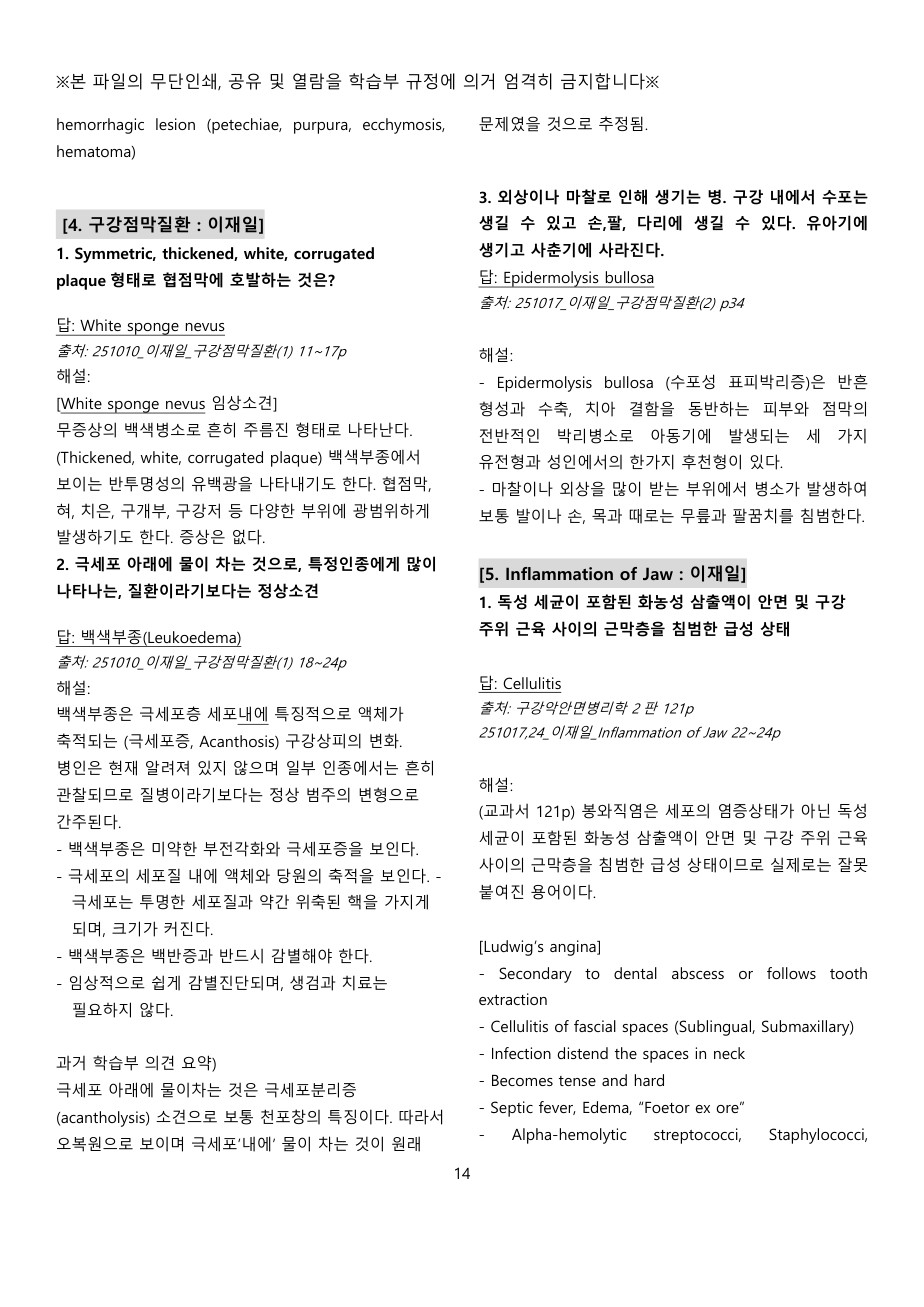 ※본 파일의 무단인쇄, 공유 및 열람을 학습부 규정에 의거 엄격히 금지합니다※
hemorrhagic lesion (petechiae, purpura, ecchymosis,
hematoma)
[4. 구강점막질환 : 이재일]
1. Symmetric, thickened, white, corrugated
plaque 형태로 협점막에 호발하는 것은?
답: White sponge nevus
출처: 251010_이재일_구강점막질환(1) 11~17p
해설:
[White sponge nevus 임상소견]
무증상의 백색병소로 흔히 주름진 형태로 나타난다.
(Thickened, white, corrugated plaque) 백색부종에서
보이는 반투명성의 유백광을 나타내기도 한다. 협점막,
혀, 치은, 구개부, 구강저 등 다양한 부위에 광범위하게
발생하기도 한다. 증상은 없다.
2. 극세포 아래에 물이 차는 것으로, 특정인종에게 많이
나타나는, 질환이라기보다는 정상소견
답: 백색부종(Leukoedema)
출처: 251010_이재일_구강점막질환(1) 18~24p
해설:
백색부종은 극세포층 세포내에 특징적으로 액체가
축적되는 (극세포증, Acanthosis) 구강상피의 변화.
병인은 현재 알려져 있지 않으며 일부 인종에서는 흔히
관찰되므로 질병이라기보다는 정상 범주의 변형으로
간주된다.
- 백색부종은 미약한 부전각화와 극세포증을 보인다.
- 극세포의 세포질 내에 액체와 당원의 축적을 보인다. -
극세포는 투명한 세포질과 약간 위축된 핵을 가지게
되며, 크기가 커진다.
- 백색부종은 백반증과 반드시 감별해야 한다.
- 임상적으로 쉽게 감별진단되며, 생검과 치료는
필요하지 않다.
과거 학습부 의견 요약)
극세포 아래에 물이차는 것은 극세포분리증
(acantholysis) 소견으로 보통 천포창의 특징이다. 따라서
오복원으로 보이며 극세포‘내에’ 물이 차는 것이 원래
문제였을 것으로 추정됨.
3. 외상이나 마찰로 인해 생기는 병. 구강 내에서 수포는
생길 수 있고 손,팔, 다리에 생길 수 있다. 유아기에
생기고 사춘기에 사라진다.
답: Epidermolysis bullosa
출처: 251017_이재일_구강점막질환(2) p34
해설:
- Epidermolysis bullosa (수포성 표피박리증)은 반흔
형성과 수축, 치아 결함을 동반하는 피부와 점막의
전반적인 박리병소로 아동기에 발생되는 세 가지
유전형과 성인에서의 한가지 후천형이 있다.
- 마찰이나 외상을 많이 받는 부위에서 병소가 발생하여
보통 발이나 손, 목과 때로는 무릎과 팔꿈치를 침범한다.
[5. Inflammation of Jaw : 이재일]
1. 독성 세균이 포함된 화농성 삼출액이 안면 및 구강
주위 근육 사이의 근막층을 침범한 급성 상태
답: Cellulitis
출처: 구강악안면병리학 2 판 121p
251017,24_이재일_Inflammation of Jaw 22~24p
해설:
(교과서 121p) 봉와직염은 세포의 염증상태가 아닌 독성
세균이 포함된 화농성 삼출액이 안면 및 구강 주위 근육
사이의 근막층을 침범한 급성 상태이므로 실제로는 잘못
붙여진 용어이다.
[Ludwig’s angina]
- Secondary to dental abscess or follows tooth
extraction
- Cellulitis of fascial spaces (Sublingual, Submaxillary)
- Infection distend the spaces in neck
- Becomes tense and hard
- Septic fever, Edema, “Foetor ex ore”
- Alpha-hemolytic streptococci, Staphylococci,
14